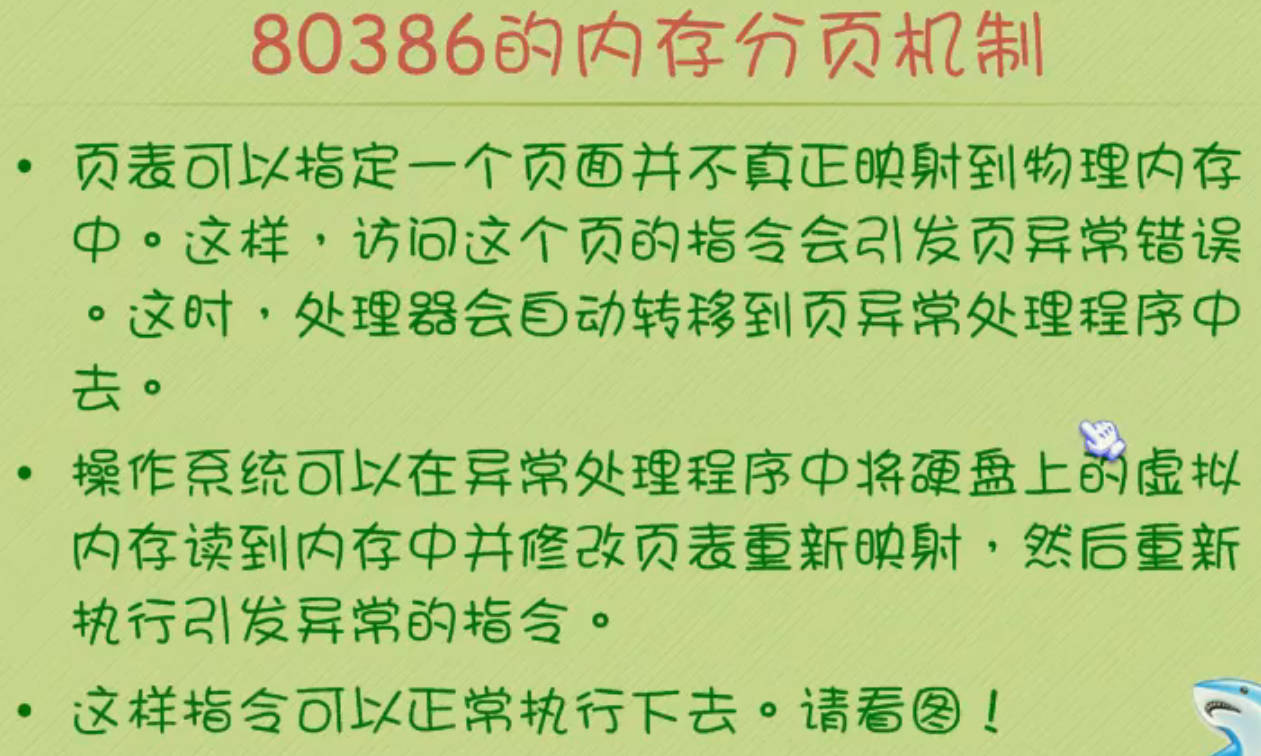 80386的内存分页机制
• 页表可以指定一个页面并不真正映射到物理内存
中。这样，访问这个页的指令会引发页异常错误
。这时，处理器会自动转移到页异常处理程序中
去。
• 操作系统可以在异常处理程序中将硬盘上的虚拟
内存读到内存中并修改页表重新映射，然后重新
执行引发异常的指令。
• 这样指令可以正常执行下去。请看图！